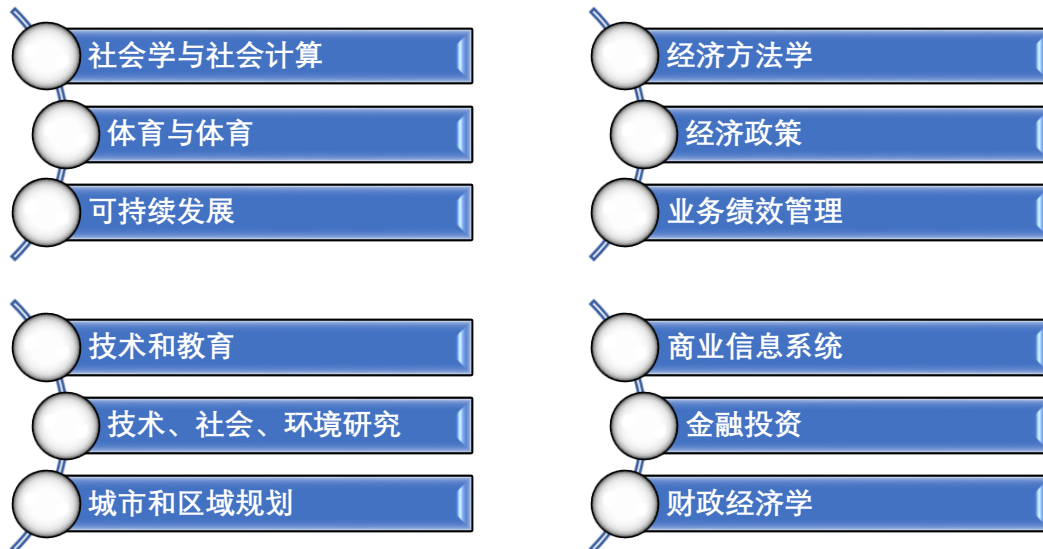 社会学与社会计算
体育与体育
可持续发展
经济方法学
经济政策
业务绩效管理
技术和教育
技术、社会、环境研究
城市和区域规划
商业信息系统
金融投资
财政经济学